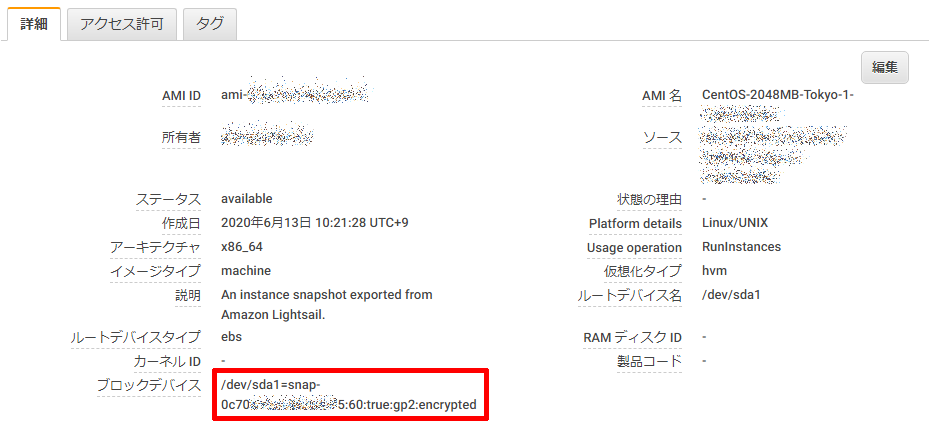 詳細 アクセス許可 タグ
編集
AMI ID ami- AMI 名 CentOS-2048MB-Tokyo-1-
所有者 ソース
ステータス available 状態の理由 -
作成日 2020年6月13日 10:21:28 UTC+9 Platform details Linux/UNIX
アーキテクチャ x86_64 Usage operation RunInstances
イメージタイプ machine 仮想化タイプ hvm
説明 An instance snapshot exported from ルートデバイス名 /dev/sda1
Amazon Lightsail.
ルートデバイスタイプ ebs RAM ディスク ID -
カーネル ID - 製品コード -
ブロックデバイス /dev/sda1=snap-
0c70 5:60:true:gp2:encrypted